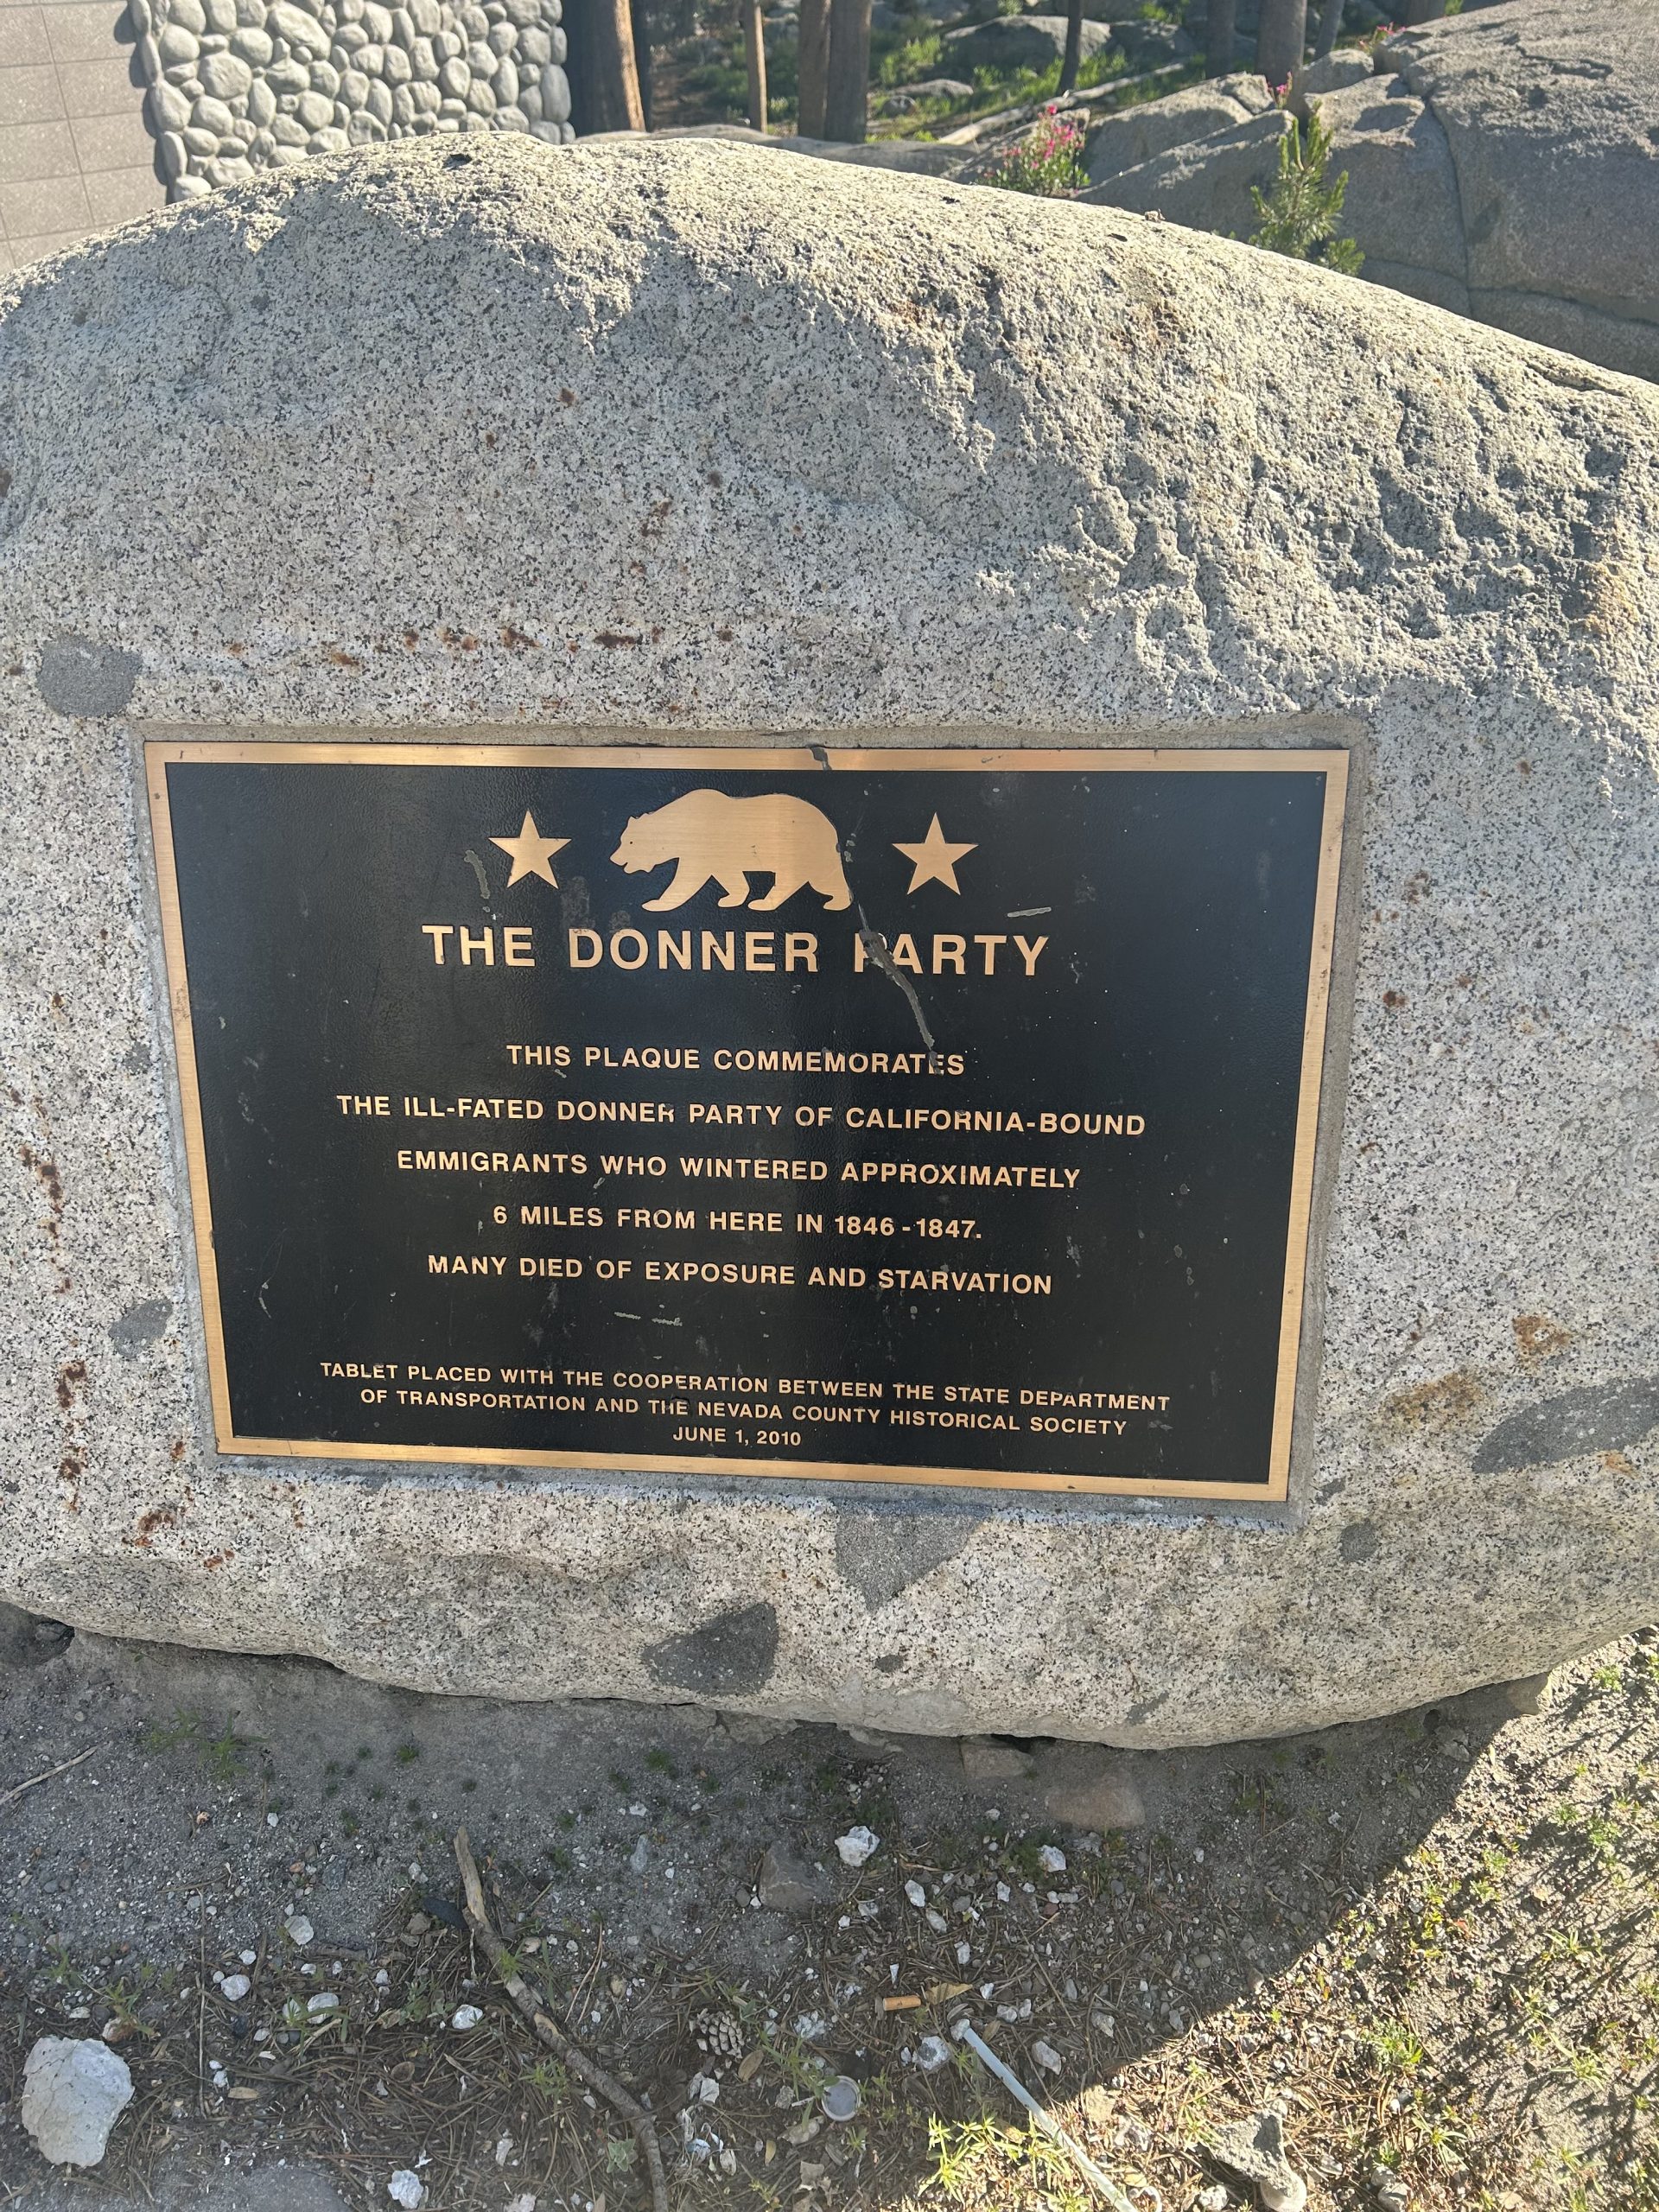 THE DONNER PARTY
THIS PLAQUE COMMEMORATES
THE ILL-FATED DONNER PARTY OF CALIFORNIA-BOUND
EMMIGRANTS WHO WINTERED APPROXIMATELY
6 MILES FROM HERE IN 1846-1847.
MANY DIED OF EXPOSURE AND STARVATION
TABLET PLACED WITH THE COOPERATION BETWEEN THE STATE DEPARTMENT
OF TRANSPORTATION AND THE NEVADA COUNTY HISTORICAL SOCIETY
JUNE 1, 2010